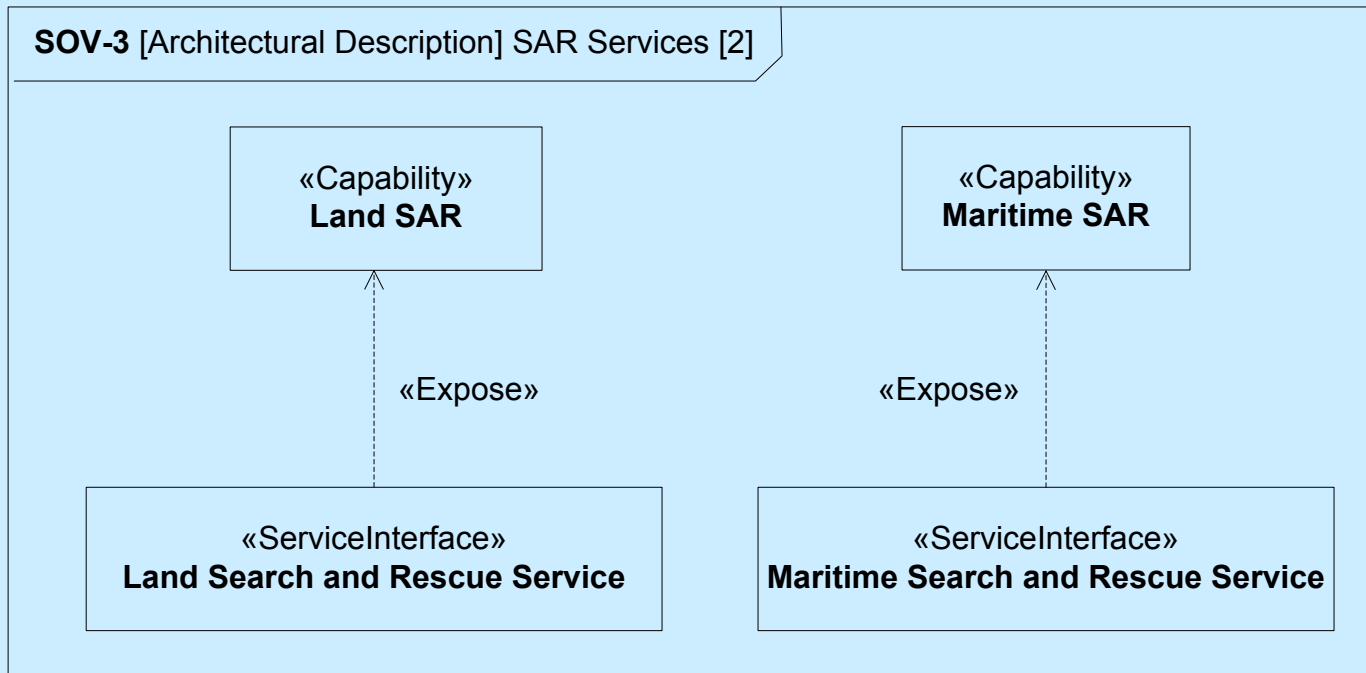 SOV-3 [Architectural Description] SAR Services [2]
«Capability»
Land SAR
«Capability»
Maritime SAR
«Expose»
«Expose»
«ServiceInterface»
Land Search and Rescue Service
«ServiceInterface»
Maritime Search and Rescue Service